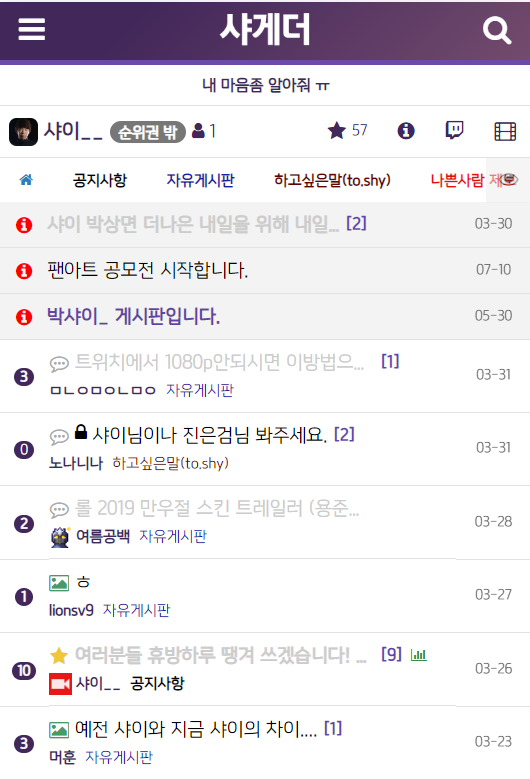 샤게더
내 마음좀 알아줘 ㅠ
샤이__ 순위권 밖 1 57
공지사항 자유게시판 하고싶은말(to.shy) 나쁜사람
샤이 박상면 더나은 내일을 위해 내일... [2] 03-30
팬아트 공모전 시작합니다. 07-10
박샤이_ 게시판입니다. 05-30
3 트위치에서 1080p안되시면 이방법으... [1] 03-31
ㅁㄴㅇㅁㅇㄴㅁㅇ 자유게시판
0 샤이님이나 진은검님 봐주세요. [2] 03-31
노나니나 하고싶은말(to.shy)
2 롤 2019 만우절 스킨 트레일러 (용준... 03-28
여름공백 자유게시판
1 ㅎ 03-27
lionsv9 자유게시판
10 여러분들 휴방하루 땡겨 쓰겠습니다! ... [9] 03-26
샤이__ 공지사항
3 예전 샤이와 지금 샤이의 차이.... [1] 03-23
머훈 자유게시판